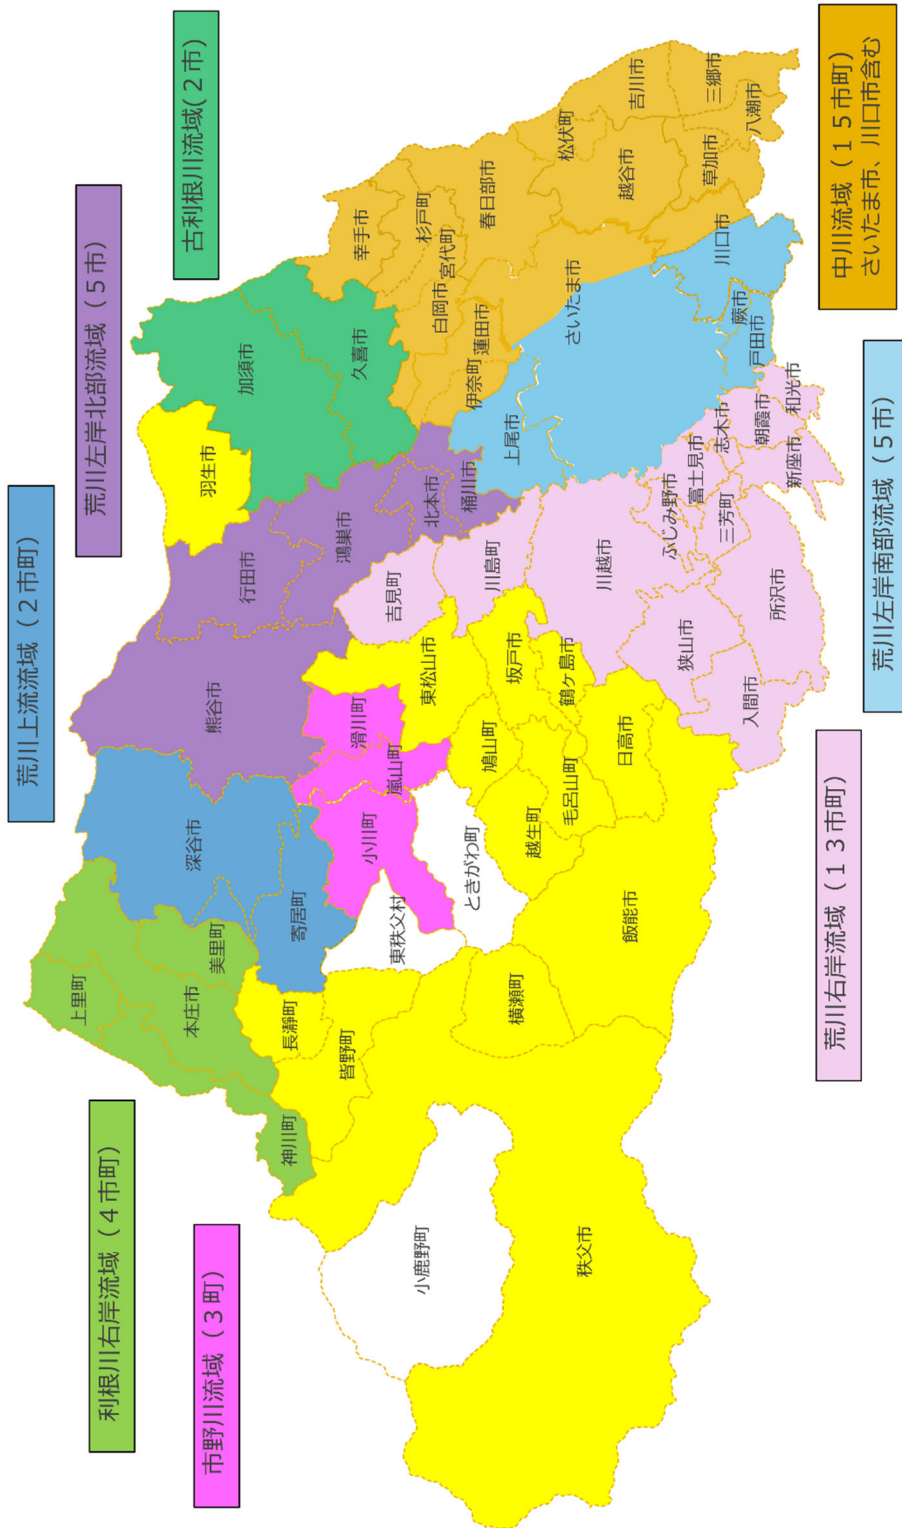 荒川上流流域（２市町）
荒川左岸北部流域（５市）
古利根川流域(２市)
利根川右岸流域（４市町）
市野川流域（３町）
中川流域（１５市町）
さいたま市、川口市含む
荒川左岸南部流域（５市）
荒川右岸流域（１３市町）
上里町
本庄市
美里町
神川町
深谷市
寄居町
熊谷市
行田市
羽生市
加須市
鴻巣市
久喜市
北本市
桶川市
幸手市
杉戸町
宮代町
白岡市
蓮田市
伊奈町
春日部市
松伏町
吉川市
越谷市
三郷市
草加市
八潮市
上尾市
さいたま市
川口市
蕨市
戸田市
長瀞町
皆野町
東秩父村
小川町
嵐山町
滑川町
ときがわ町
東松山市
吉見町
川島町
鳩山町
坂戸市
鶴ヶ島市
越生町
毛呂山町
日高市
川越市
ふじみ野市
富士見市
志木市
三芳町
朝霞市
和光市
新座市
狭山市
所沢市
入間市
小鹿野町
秩父市
横瀬町
飯能市